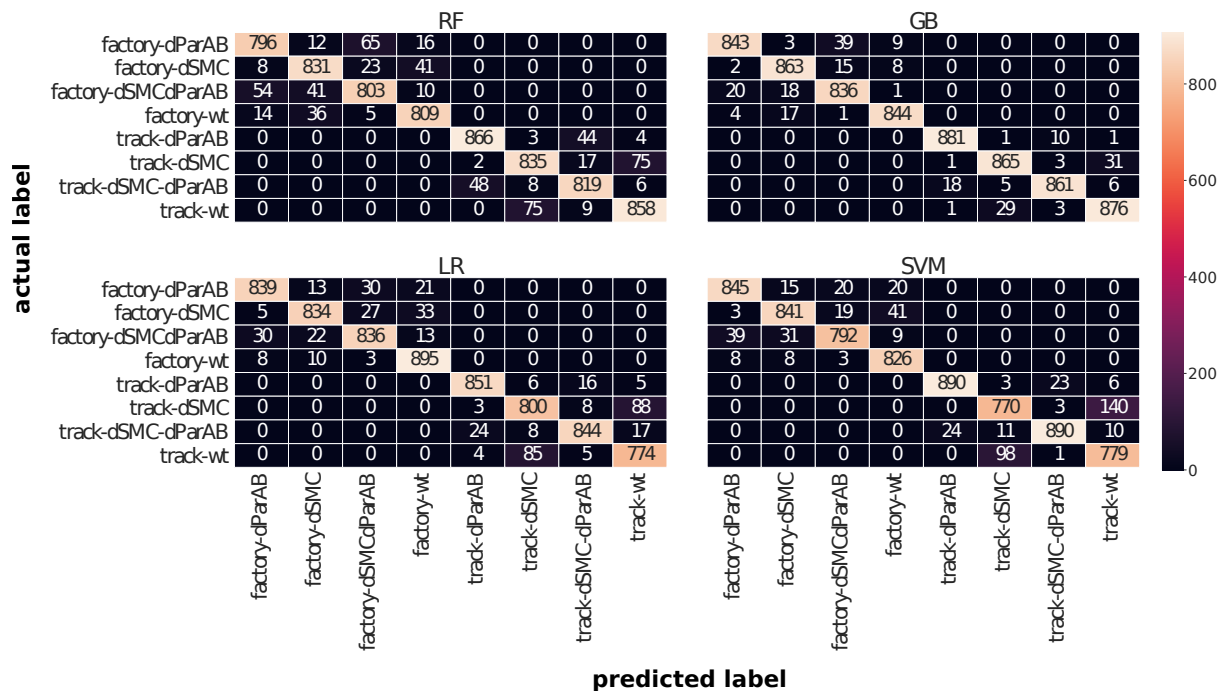 RF GB
factory-dParAB 796 12 65 16 0 0 0 0 843 3 39 9 0 0 0 0
factory-dSMC 8 831 23 41 0 0 0 0 2 863 15 8 0 0 0 0
factory-dSMCdParAB 54 41 803 10 0 0 0 0 20 18 836 1 0 0 0 0
factory-wt 14 36 5 809 0 0 0 0 4 17 1 844 0 0 0 0
track-dParAB 0 0 0 0 866 3 44 4 0 0 0 0 881 1 10 1
track-dSMC 0 0 0 0 2 835 17 75 0 0 0 0 1 865 3 31
track-dSMC-dParAB 0 0 0 0 48 8 819 6 0 0 0 0 18 5 861 6
track-wt 0 0 0 0 0 75 9 858 0 0 0 0 1 29 3 876
actual label
LR SVM
factory-dParAB 839 13 30 21 0 0 0 0 845 15 20 20 0 0 0 0
factory-dSMC 5 834 27 33 0 0 0 0 3 841 19 41 0 0 0 0
factory-dSMCdParAB 30 22 836 13 0 0 0 0 39 31 792 9 0 0 0 0
factory-wt 8 10 3 895 0 0 0 0 8 8 3 826 0 0 0 0
track-dParAB 0 0 0 0 851 6 16 5 0 0 0 0 890 3 23 6
track-dSMC 0 0 0 0 3 800 8 88 0 0 0 0 0 770 3 140
track-dSMC-dParAB 0 0 0 0 24 8 844 17 0 0 0 0 24 11 890 10
track-wt 0 0 0 0 4 85 5 774 0 0 0 0 0 98 1 779
factory-dParAB
factory-dSMC
factory-dSMCdParAB
factory-wt
track-dParAB
track-dSMC
track-dSMC-dParAB
track-wt
factory-dParAB
factory-dSMC
factory-dSMCdParAB
factory-wt
track-dParAB
track-dSMC
track-dSMC-dParAB
track-wt
predicted label
800
600
400
200
0